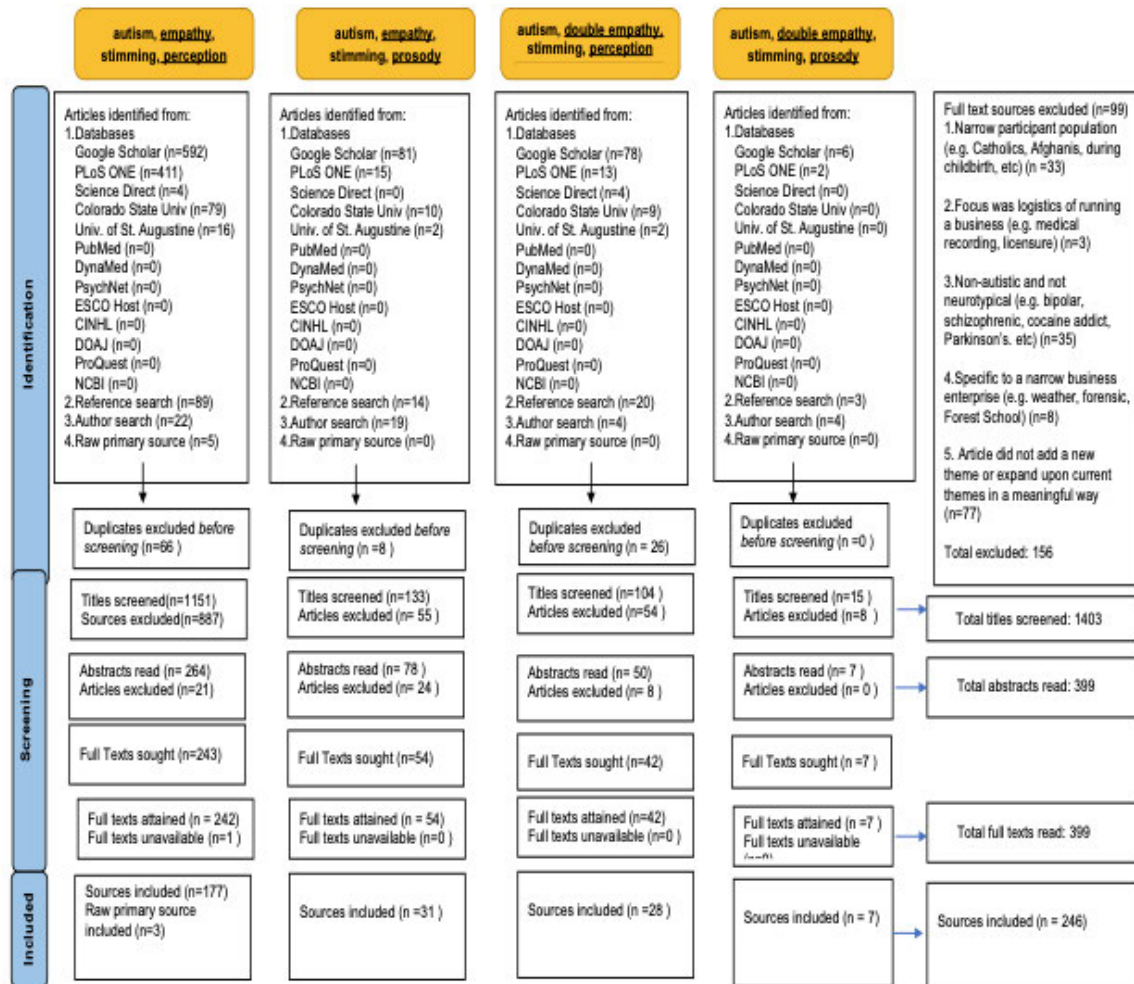 autism, empathy,
stimming, perception
autism, empathy,
stimming, prosody
autism, double empathy,
stimming, perception
autism, double empathy,
stimming, prosody
Identification
Articles identified from:
1.Databases
Google Scholar (n=592)
PLoS ONE (n=411)
Science Direct (n=4)
Colorado State Univ (n=79)
Univ. of St. Augustine (n=16)
PubMed (n=0)
DynaMed (n=0)
PsychNet (n=0)
ESCO Host (n=0)
CINHL (n=0)
DOAJ (n=0)
ProQuest (n=0)
NCBI (n=0)
2.Reference search (n=89)
3.Author search (n=22)
4.Raw primary source (n=5)
Articles identified from:
1.Databases
Google Scholar (n=81)
PLoS ONE (n=15)
Science Direct (n=0)
Colorado State Univ (n=10)
Univ. of St. Augustine (n=2)
PubMed (n=0)
DynaMed (n=0)
PsychNet (n=0)
ESCO Host (n=0)
CINHL (n=0)
DOAJ (n=0)
ProQuest (n=0)
NCBI (n=0)
2.Reference search (n=14)
3.Author search (n=19)
4.Raw primary source (n=0)
Articles identified from:
1.Databases
Google Scholar (n=78)
PLoS ONE (n=13)
Science Direct (n=4)
Colorado State Univ (n=9)
Univ. of St. Augustine (n=2)
PubMed (n=0)
DynaMed (n=0)
PsychNet (n=0)
ESCO Host (n=0)
CINHL (n=0)
DOAJ (n=0)
ProQuest (n=0)
NCBI (n=0)
2.Reference search (n=20)
3.Author search (n=4)
4.Raw primary source (n=0)
Articles identified from:
1.Databases
Google Scholar (n=6)
PLoS ONE (n=2)
Science Direct (n=0)
Colorado State Univ (n=0)
Univ. of St. Augustine (n=0)
PubMed (n=0)
DynaMed (n=0)
PsychNet (n=0)
ESCO Host (n=0)
CINHL (n=0)
DOAJ (n=0)
ProQuest (n=0)
NCBI (n=0)
2.Reference search (n=3)
3.Author search (n=4)
4.Raw primary source (n=0)
Full text sources excluded (n=99)
1.Narrow participant population
(e.g. Catholics, Afghanis, during
childbirth, etc) (n =33)
2.Focus was logistics of running
a business (e.g. medical
recording, licensure) (n=3)
3.Non-autistic and not
neurotypical (e.g. bipolar,
schizophrenic, cocaine addict,
Parkinson's. etc) (n=35)
4.Specific to a narrow business
enterprise (e.g. weather, forensic,
Forest School) (n=8)
5. Article did not add a new
theme or expand upon current
themes in a meaningful way
(n=77)
Total excluded: 156
Duplicates excluded before
screening (n=66 )
Duplicates excluded before
screening (n =8 )
Duplicates excluded
before screening (n = 26)
Duplicates excluded
before screening (n =0 )
Screening
Titles screened(n=1151)
Sources excluded(n=887)
Titles screened (n=133)
Articles excluded (n= 55 )
Titles screened (n=104 )
Articles excluded (n=54 )
Titles screened (n=15 )
Articles excluded (n=8 )
Total titles screened: 1403
Abstracts read (n= 264)
Articles excluded (n=21)
Abstracts read (n= 78 )
Articles excluded (n= 24 )
Abstracts read (n= 50)
Articles excluded (n= 8 )
Abstracts read (n= 7 )
Articles excluded (n= 0 )
Total abstracts read: 399
Full Texts sought (n=243)
Full Texts sought (n=54)
Full Texts sought (n=42)
Full Texts sought (n=7 )
Full texts attained (n = 242)
Full texts unavailable (n=1 )
Full texts attained (n = 54)
Full texts unavailable (n=0 )
Full texts attained (n=42)
Full texts unavailable (n=0 )
Full texts attained (n =7 )
Full texts unavailable
Total full texts read: 399
Included
Sources included (n=177)
Raw primary source
included (n=3)
Sources included (n =31 )
Sources included (n =28 )
Sources included (n = 7)
Sources included (n = 246)